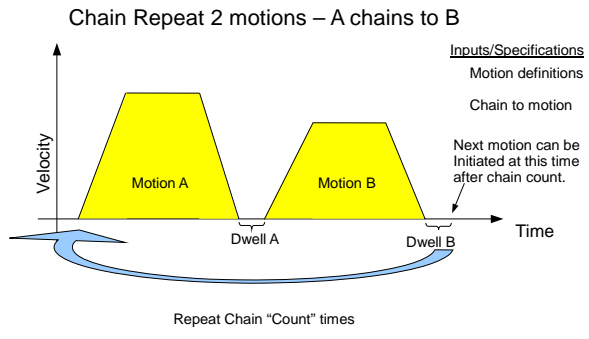 Chain Repeat 2 motions – A chains to B
Inputs/Specifications
Motion definitions
Chain to motion
Next motion can be
Initiated at this time
after chain count.
Velocity
Motion A
Motion B
Dwell A
Dwell B
Time
Repeat Chain “Count” times